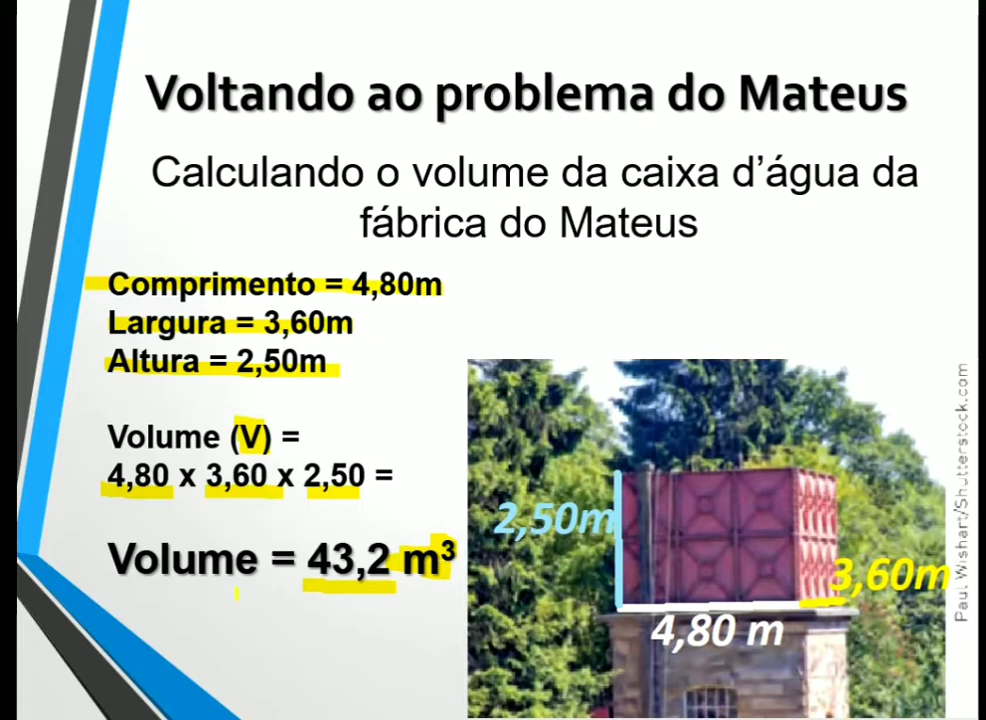 Voltando ao problema do Mateus
Calculando o volume da caixa d’água da
fábrica do Mateus
Comprimento = 4,80m
Largura = 3,60m
Altura = 2,50m
Volume (V) =
4,80 x 3,60 x 2,50 =
Volume = 43,2 m³
2,50m
3,60m
4,80 m
Paul Wishart/Shutterstock.com